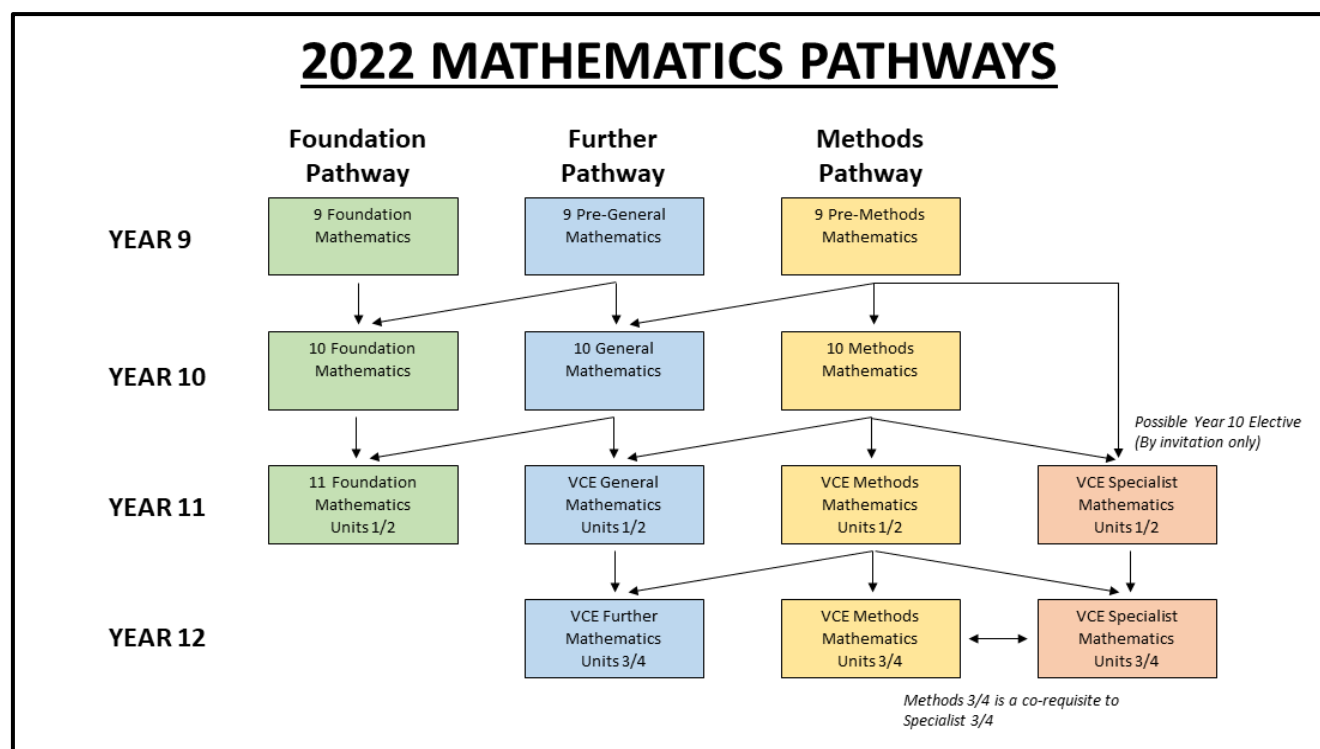 2022 MATHEMATICS PATHWAYS
Foundation
Pathway
Further
Pathway
Methods
Pathway
YEAR 9
9 Foundation
Mathematics
9 Pre-General
Mathematics
9 Pre-Methods
Mathematics
YEAR 10
10 Foundation
Mathematics
10 General
Mathematics
10 Methods
Mathematics
Possible Year 10 Elective
(By invitation only)
YEAR 11
11 Foundation
Mathematics
Units 1/2
VCE General
Mathematics
Units 1/2
VCE Methods
Mathematics
Units 1/2
VCE Specialist
Mathematics
Units 1/2
YEAR 12
VCE Further
Mathematics
Units 3/4
VCE Methods
Mathematics
Units 3/4
VCE Specialist
Mathematics
Units 3/4
Methods 3/4 is a co-requisite to
Specialist 3/4